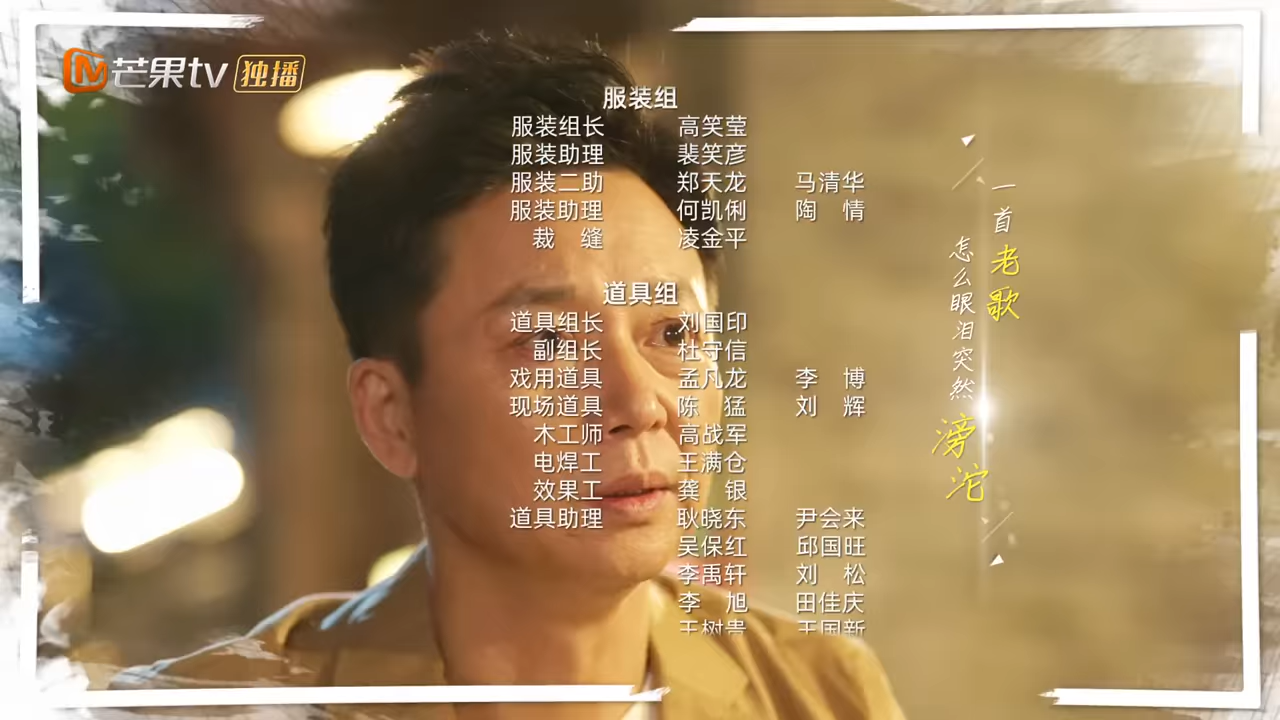 芒果tv 独播
服装组
服装组长 高笑莹
服装助理 裴笑彦
服装二助 郑天龙 马清华
服装助理 何凯俐 陶 情
裁 缝 凌金平
道具组
道具组长 刘国印
副组长 杜守信
戏用道具 孟凡龙 李 博
现场道具 陈 猛 刘 辉
木工师 高战军
电焊工 王满仓
效果工 龚 银
道具助理 耿晓东 尹会来
吴保红 邱国旺
李禹轩 刘 松
李 旭 田佳庆
王树贵 王国新
一首老歌
怎么眼泪突然滂沱